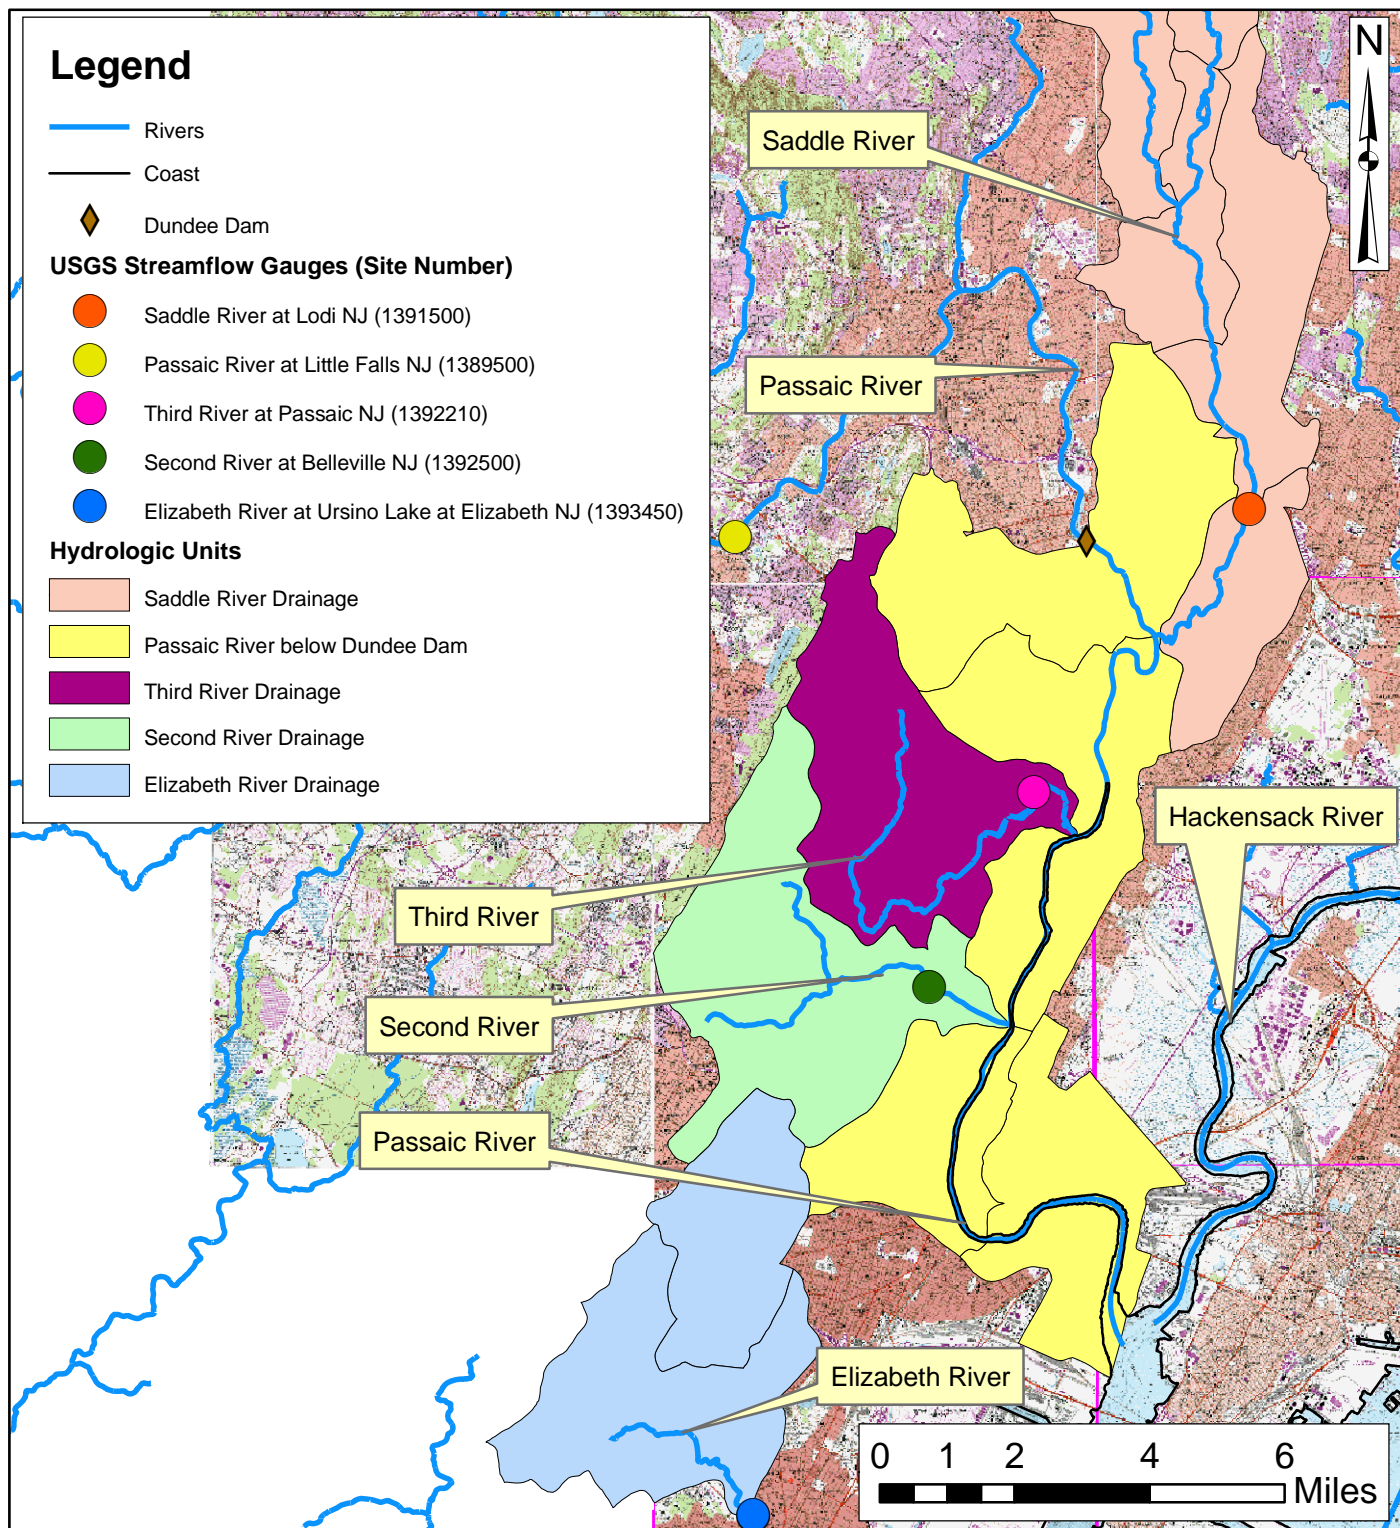 Legend
Rivers
Coast
Dundee Dam
USGS Streamflow Gauges (Site Number)
Saddle River at Lodi NJ (1391500)
Passaic River at Little Falls NJ (1389500)
Third River at Passaic NJ (1392210)
Second River at Belleville NJ (1392500)
Elizabeth River at Ursino Lake at Elizabeth NJ (1393450)
Hydrologic Units
Saddle River Drainage
Passaic River below Dundee Dam
Third River Drainage
Second River Drainage
Elizabeth River Drainage
N
Saddle River
Passaic River
Hackensack River
Third River
Second River
Passaic River
Elizabeth River
0 1 2 4 6
Miles